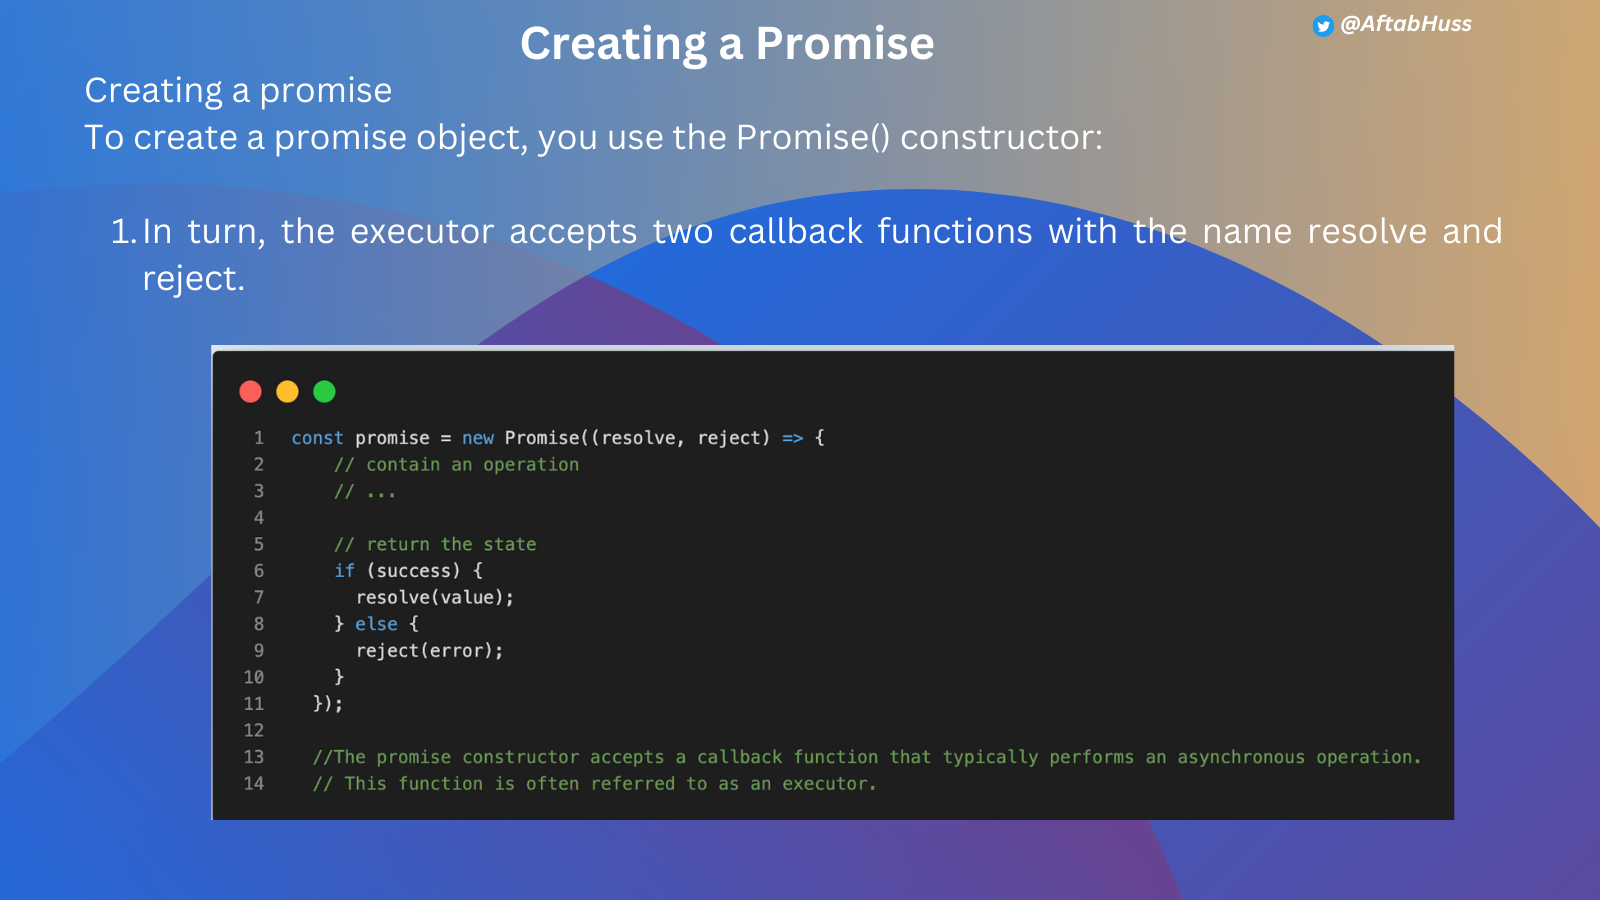 Creating a Promise
@AftabHuss
Creating a promise
To create a promise object, you use the Promise() constructor:
1. In turn, the executor accepts two callback functions with the name resolve and
reject.
1 const promise = new Promise((resolve, reject) => {
2     // contain an operation
3     // ...
4
5     // return the state
6     if (success) {
7       resolve(value);
8     } else {
9       reject(error);
10     }
11   });
12
13   //The promise constructor accepts a callback function that typically performs an asynchronous operation.
14   // This function is often referred to as an executor.